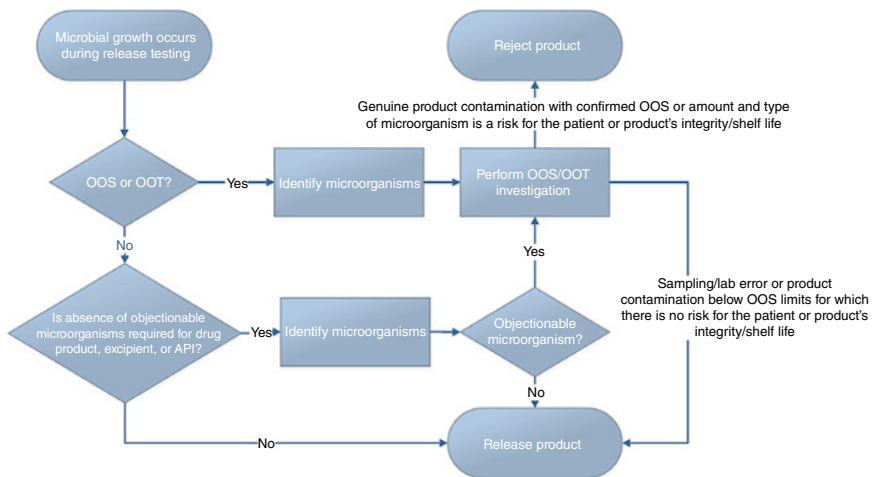 Microbial growth occurs
during release testing
Reject product
Genuine product contamination with confirmed OOS or amount and type
of microorganism is a risk for the patient or product's integrity/shelf life
OOS or OOT?
Yes
Identify microorganisms
Perform OOS/OOT
investigation
No
Yes
Sampling/lab error or product
contamination below OOS limits for which
there is no risk for the patient or product's
integrity/shelf life
Is absence of objectionable
microorganisms required for drug
product, excipient, or API?
Yes
Identify microorganisms
Objectionable
microorganism?
No
No
Release product